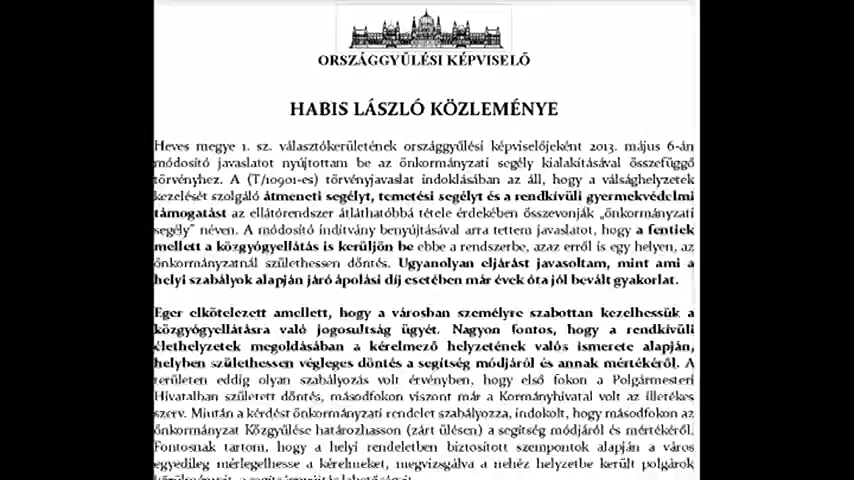 ORSZÁGGYŰLÉSI KÉPVISELŐ
HABIS LÁSZLÓ KÖZLEMÉNYE
Heves megye 1. sz. választókerületének országgyűlési képviselőjeként 2013. május 6-án
módosító javaslatot nyújtottam be az önkormányzati segély kialakításával összefüggő
törvényhez. A (T/10901-es) törvényjavaslat indoklásában az áll, hogy a válsághelyzetek
kezelését szolgáló átmeneti segélyt, temetési segélyt és a rendkívüli gyermekvédelmi
támogatást az ellátórendszer átláthatóbbá tétele érdekében összevonják „önkormányzati
segély” néven. A módosító indítvány benyújtásával arra tettem javaslatot, hogy a fentiek
mellett a közgyógyellátás is kerüljön be ebbe a rendszerbe, azaz erről is egy helyen, az
önkormányzatnál születhessen döntés. Ugyanolyan eljárást javasoltam, mint ami a
helyi szabályok alapján járó ápolási díj esetében már évek óta jól bevált gyakorlat.
Eger elkötelezett amellett, hogy a városban személyre szabottan kezelhessük a
közgyógyellátásra való jogosultság ügyét. Nagyon fontos, hogy a rendkívüli
élethelyzetek megoldásában a kérelmező helyzetének valós ismerete alapján,
helyben születhessen végleges döntés a segítség módjáról és annak mértékéről. A
területen eddig olyan szabályozás volt érvényben, hogy első fokon a Polgármesteri
Hivatalban született döntés, másodfokon viszont már a Kormányhivatal volt az illetékes
szerv. Miután a kérdést önkormányzati rendelet szabályozza, indokolt, hogy másodfokon az
önkormányzat Közgyűlése határozhasson (zárt ülésen) a segítség módjáról és mértékéről.
Fontosnak tartom, hogy a helyi rendeletben biztosított szempontok alapján a város
egyedileg mérlegelhesse a kérelmeket, megvizsgálva a nehéz helyzetbe került polgárok